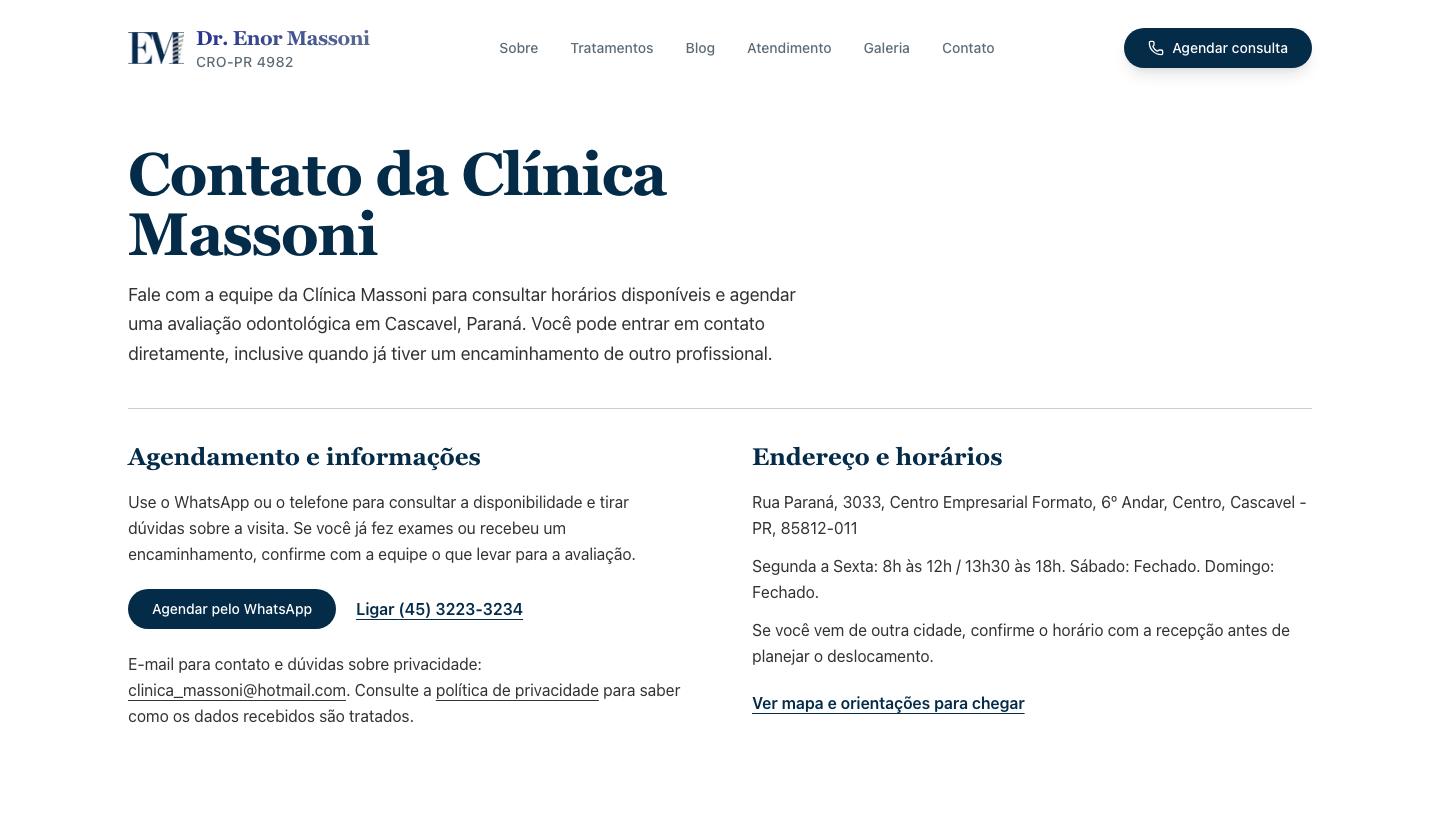 EM
Dr. Enor Massoni
CRO-PR 4982
Sobre
Tratamentos
Blog
Atendimento
Galeria
Contato
Agendar consulta
Contato da Clínica
Massoni
Fale com a equipe da Clínica Massoni para consultar horários disponíveis e agendar
uma avaliação odontológica em Cascavel, Paraná. Você pode entrar em contato
diretamente, inclusive quando já tiver um encaminhamento de outro profissional.
Agendamento e informações
Use o WhatsApp ou o telefone para consultar a disponibilidade e tirar
dúvidas sobre a visita. Se você já fez exames ou recebeu um
encaminhamento, confirme com a equipe o que levar para a avaliação.
Agendar pelo WhatsApp
Ligar (45) 3223-3234
E-mail para contato e dúvidas sobre privacidade:
clinica_massoni@hotmail.com. Consulte a política de privacidade para saber
como os dados recebidos são tratados.
Endereço e horários
Rua Paraná, 3033, Centro Empresarial Formato, 6º Andar, Centro, Cascavel -
PR, 85812-011
Segunda a Sexta: 8h às 12h / 13h30 às 18h. Sábado: Fechado. Domingo:
Fechado.
Se você vem de outra cidade, confirme o horário com a recepção antes de
planejar o deslocamento.
Ver mapa e orientações para chegar